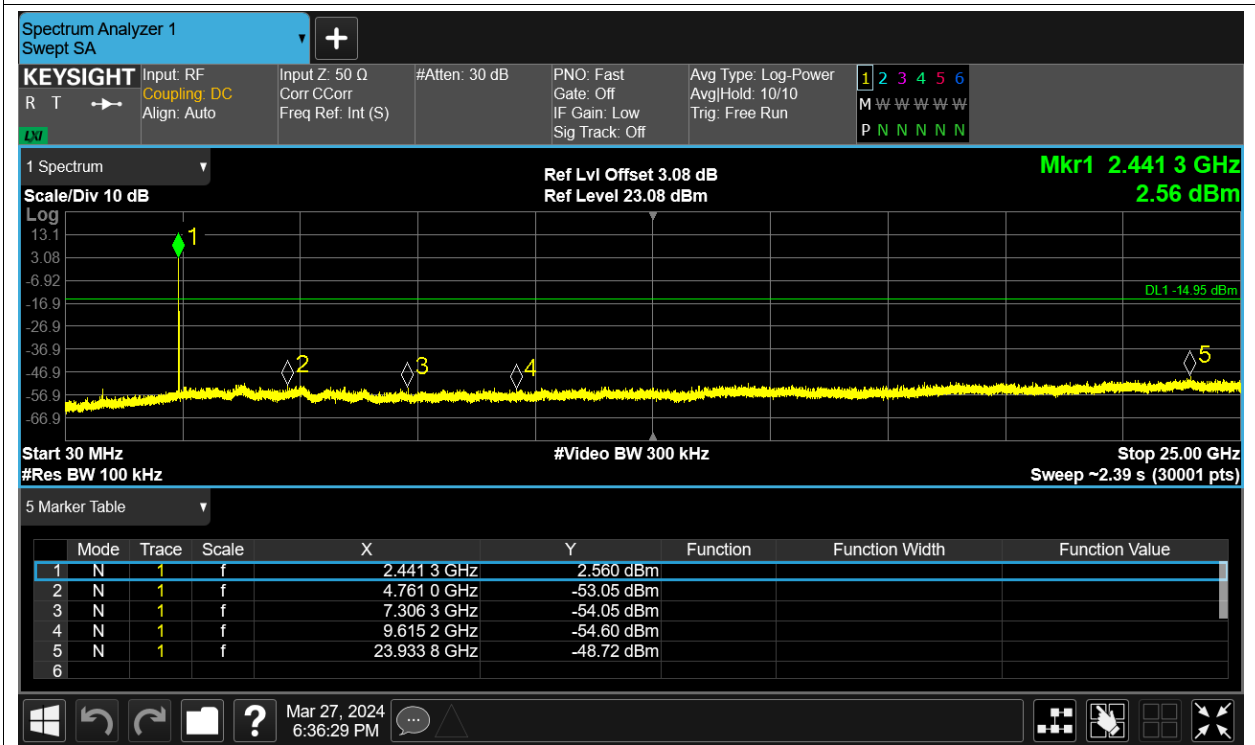 Spectrum Analyzer 1
Swept SA
+
KEYSIGHT Input: RF Input Z: 50 Ω #Atten: 30 dB PNO: Fast Avg Type: Log-Power 1 2 3 4 5 6
R T Coupling: DC Corr CCorr Gate: Off Avg|Hold: 10/10 M W W W W W
Align: Auto Freq Ref: Int (S) IF Gain: Low Trig: Free Run
LXI Sig Track: Off P N N N N N
1 Spectrum Ref Lvl Offset 3.08 dB Mkr1 2.441 3 GHz
Scale/Div 10 dB Ref Level 23.08 dBm 2.56 dBm
Log
13.1 1
3.08
-6.92
DL1 -14.95 dBm
-16.9
-26.9
-36.9
-46.9 2 3 4 5
-56.9
-66.9
Start 30 MHz #Video BW 300 kHz Stop 25.00 GHz
#Res BW 100 kHz Sweep ~2.39 s (30001 pts)
5 Marker Table
Mode Trace Scale X Y Function Function Width Function Value
1 N 1 f 2.441 3 GHz 2.560 dBm
2 N 1 f 4.761 0 GHz -53.05 dBm
3 N 1 f 7.306 3 GHz -54.05 dBm
4 N 1 f 9.615 2 GHz -54.60 dBm
5 N 1 f 23.933 8 GHz -48.72 dBm
6
? Mar 27, 2024
6:36:29 PM